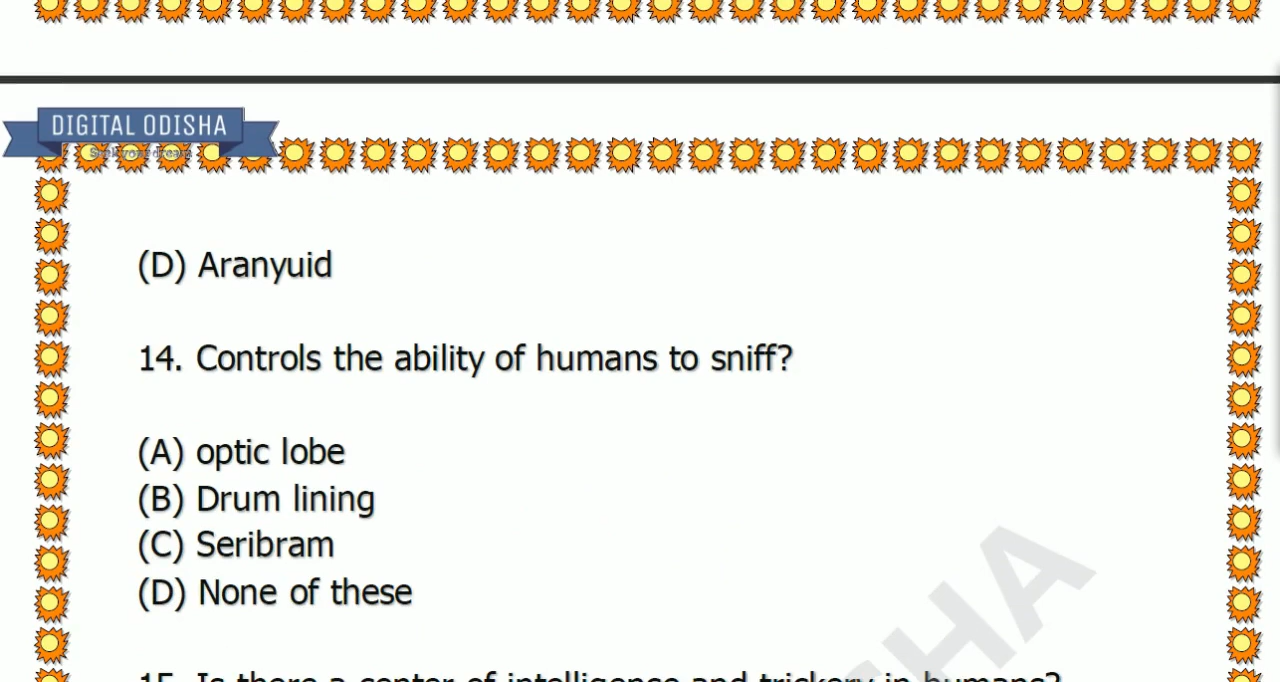 DIGITAL ODISHA
(D) Aranyuid
14. Controls the ability of humans to sniff?
(A) optic lobe
(B) Drum lining
(C) Seribram
(D) None of these
15. Is there a center of intelligence and trickery in humans?
SHA